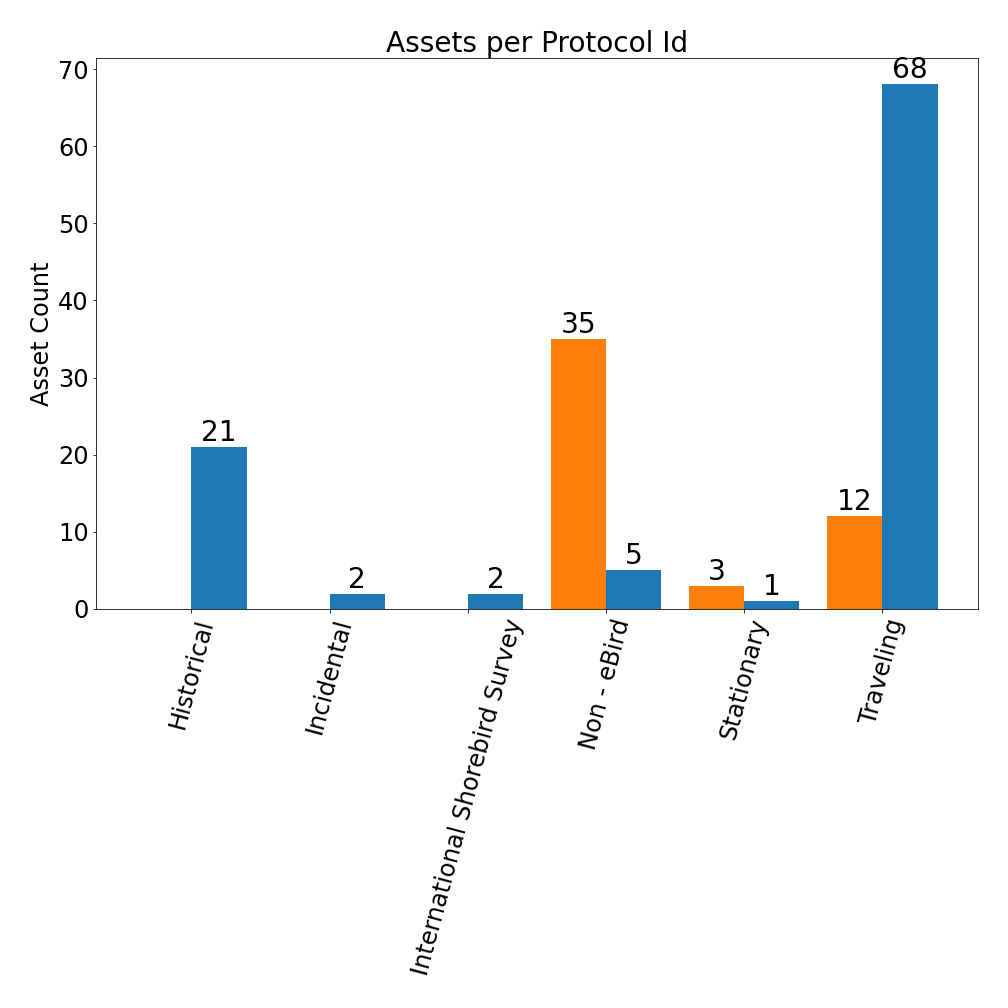 Assets per Protocol Id
Asset Count
70
60
50
40
30
20
10
0
21
2
2
35
5
3
1
12
68
Historical
Incidental
International Shorebird Survey
Non - eBird
Stationary
Traveling